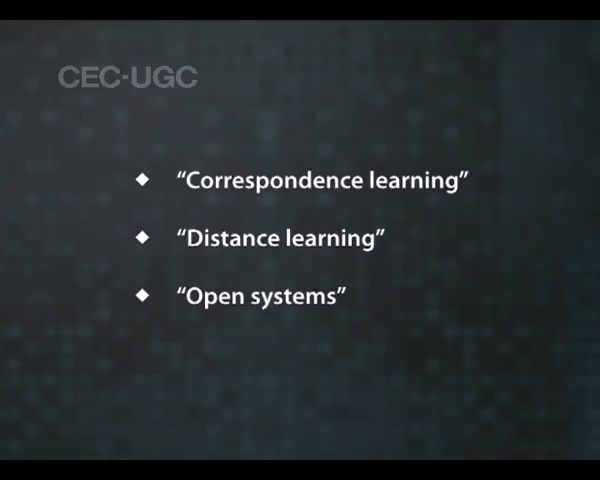 CEC-UGC
“Correspondence learning”
“Distance learning”
“Open systems”